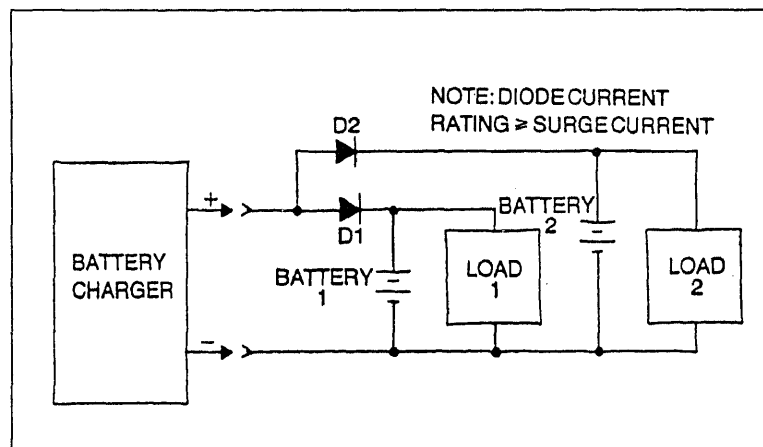 NOTE: DIODE CURRENT
RATING ≥ SURGE CURRENT
D2
+
D1
BATTERY
CHARGER
BATTERY
1
LOAD
1
BATTERY
2
LOAD
2
−